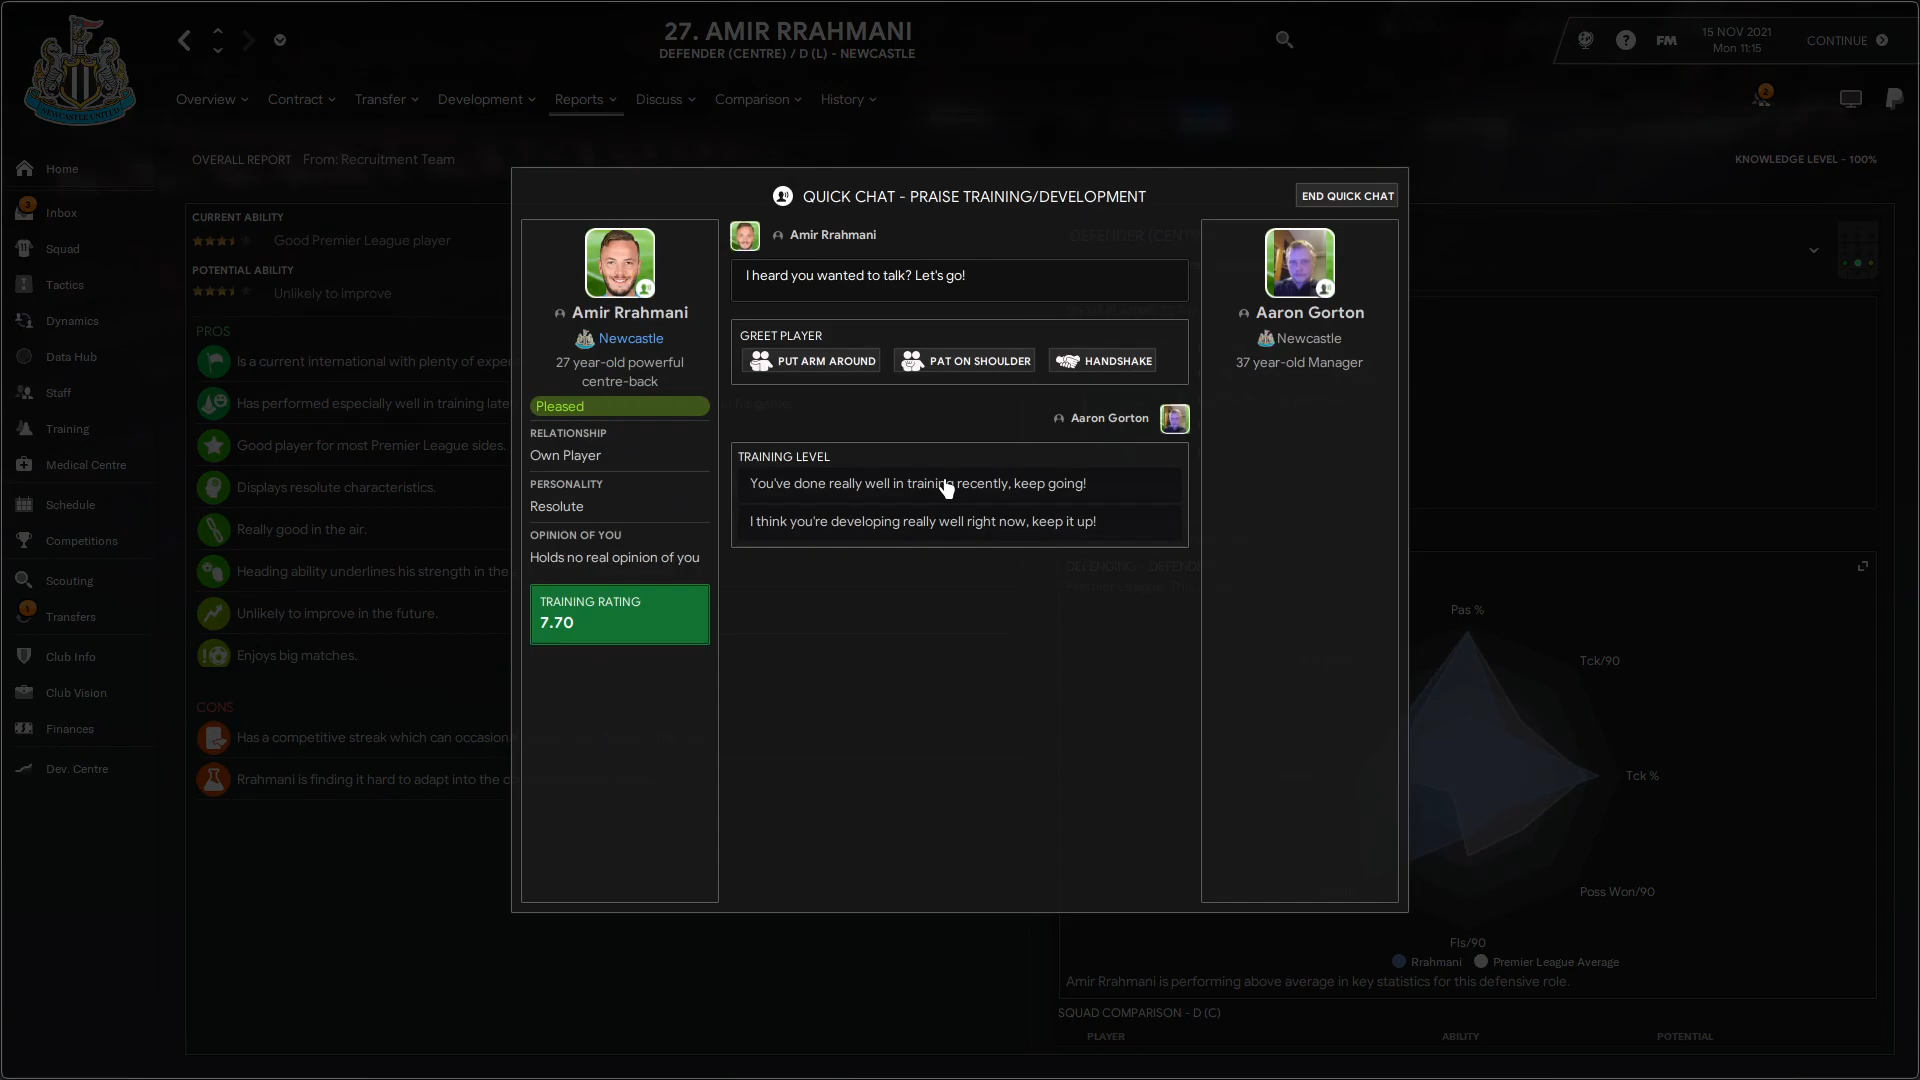 27. AMIR RRAHMANI
DEFENDER (CENTRE) / D (L) - NEWCASTLE
15 NOV 2021
Mon 11:15
CONTINUE
FM
NEWCASTLE UNITED
Overview
Contract
Transfer
Development
Reports
Discuss
Comparison
History
2
Home
3
Inbox
Squad
Tactics
Dynamics
Data Hub
Staff
Training
Medical Centre
Schedule
Competitions
Scouting
1
Transfers
Club Info
Club Vision
Finances
Dev. Centre
OVERALL REPORT From: Recruitment Team
KNOWLEDGE LEVEL - 100%
CURRENT ABILITY
Good Premier League player
POTENTIAL ABILITY
Unlikely to improve
PROS
Is a current international with plenty of
Has performed especially well in training
Good player for most Premier League sides.
Displays resolute characteristics.
Really good in the air.
Heading ability underlines his strength in the
Unlikely to improve in the future.
Enjoys big matches.
CONS
Has a competitive streak which can
Rrahmani is finding it hard to adapt into the
QUICK CHAT - PRAISE TRAINING/DEVELOPMENT
END QUICK CHAT
Amir Rrahmani
Newcastle
27 year-old powerful
centre-back
Pleased
RELATIONSHIP
Own Player
PERSONALITY
Resolute
OPINION OF YOU
Holds no real opinion of you
TRAINING RATING
7.70
Amir Rrahmani
I heard you wanted to talk? Let's go!
GREET PLAYER
PUT ARM AROUND
PAT ON SHOULDER
HANDSHAKE
Aaron Gorton
TRAINING LEVEL
You've done really well in training recently, keep going!
I think you're developing really well right now, keep it up!
Aaron Gorton
Newcastle
37 year-old Manager
Pas %
Tck/90
Tck %
Poss Won/90
Fls/90
Rrahmani
Premier League Average
Amir Rrahmani is performing above average in key statistics for this defensive role.
SQUAD COMPARISON - D (C)
PLAYER
ABILITY
POTENTIAL